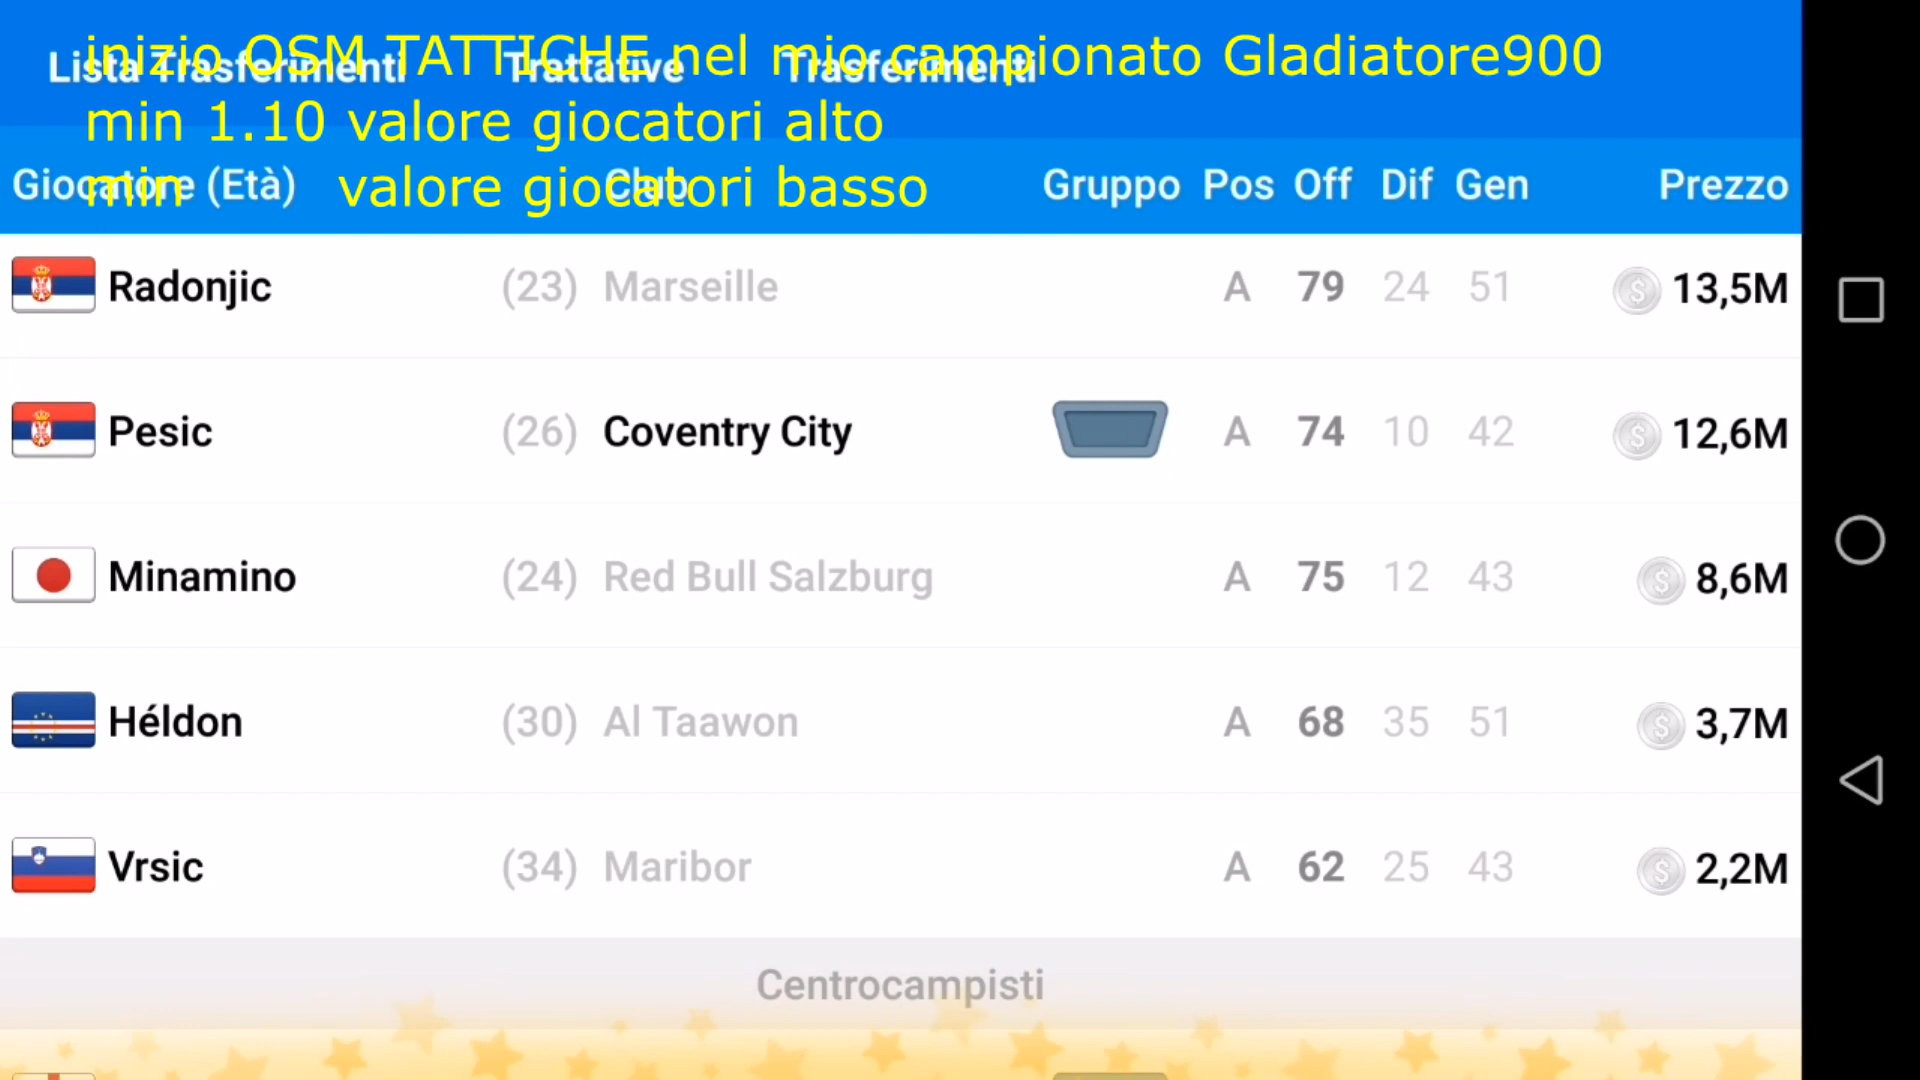 inizio OSM TATTICHE nel mio campionato Gladiatore900
Lista Trasferimenti Trattative Trasferimenti
min 1.10 valore giocatori alto
min valore giocatori basso
Giocatore (Età) Club Gruppo Pos Off Dif Gen Prezzo
Radonjic (23) Marseille A 79 24 51 13,5M
Pesic (26) Coventry City A 74 10 42 12,6M
Minamino (24) Red Bull Salzburg A 75 12 43 8,6M
Héldon (30) Al Taawon A 68 35 51 3,7M
Vrsic (34) Maribor A 62 25 43 2,2M
Centrocampisti